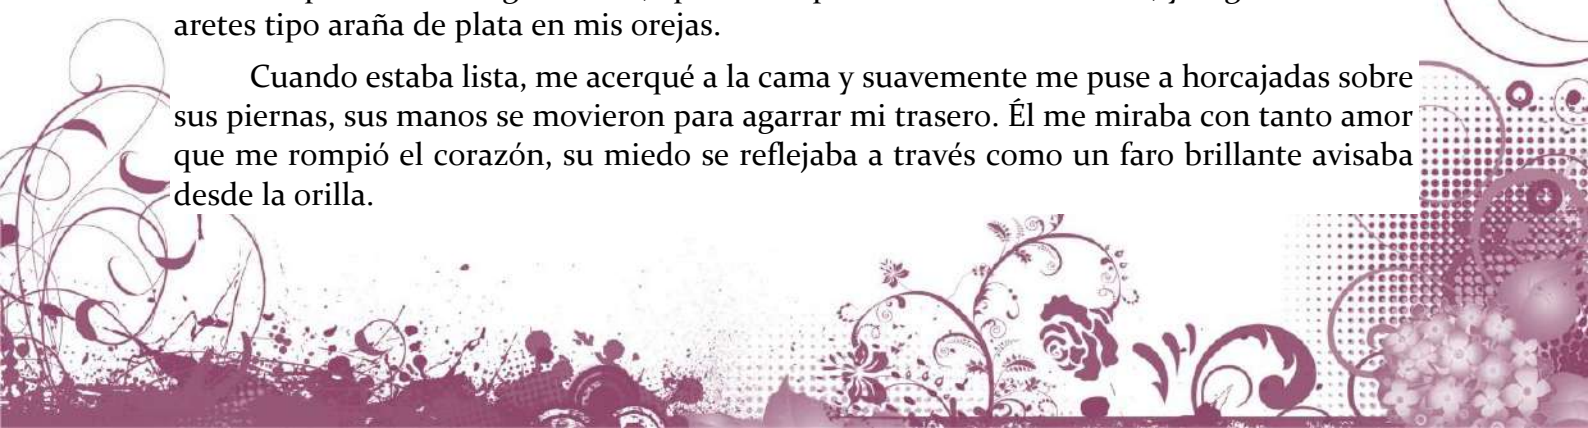 aretes tipo araña de plata en mis orejas.
Cuando estaba lista, me acerqué a la cama y suavemente me puse a horcajadas sobre
sus piernas, sus manos se movieron para agarrar mi trasero. Él me miraba con tanto amor
que me rompió el corazón, su miedo se reflejaba a través como un faro brillante avisaba
desde la orilla.